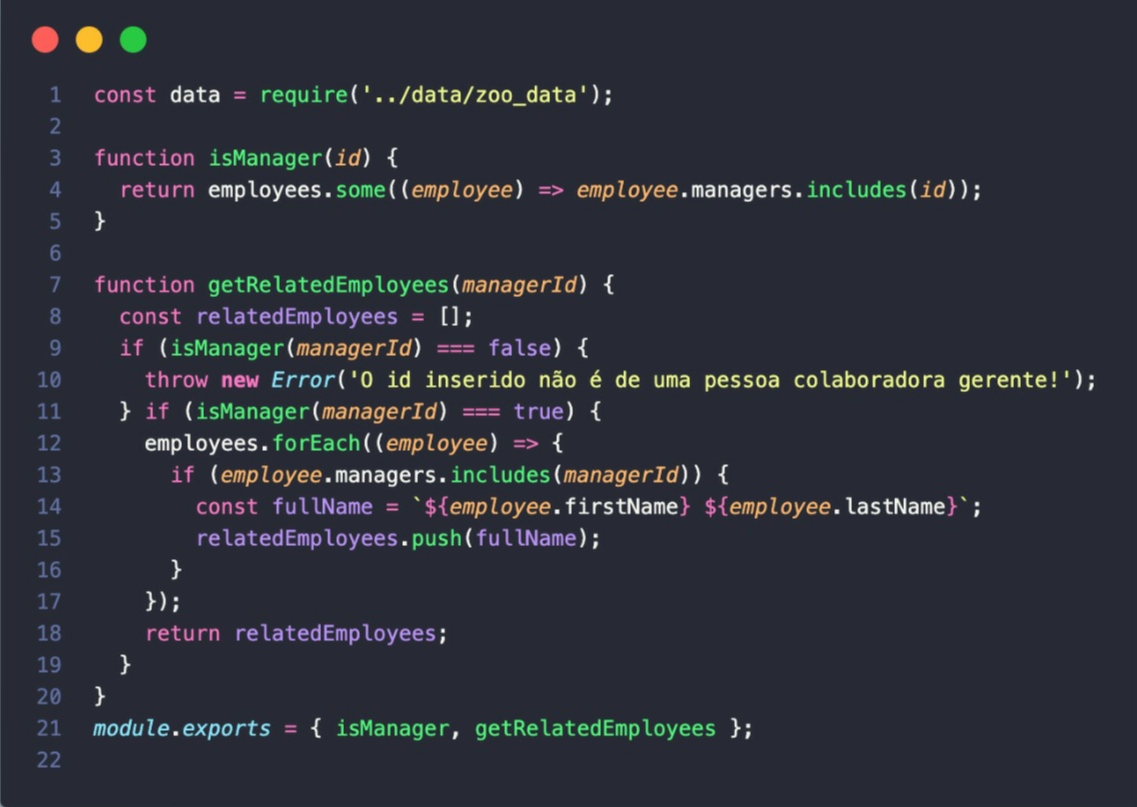 1 const data = require('../data/zoo_data');
2
3 function isManager(id) {
4   return employees.some((employee) => employee.managers.includes(id));
5 }
6
7 function getRelatedEmployees(managerId) {
8   const relatedEmployees = [];
9   if (isManager(managerId) === false) {
10     throw new Error('O id inserido não é de uma pessoa colaboradora gerente!');
11   } if (isManager(managerId) === true) {
12     employees.forEach((employee) => {
13       if (employee.managers.includes(managerId)) {
14         const fullName = `${employee.firstName} ${employee.lastName}`;
15         relatedEmployees.push(fullName);
16       }
17     });
18     return relatedEmployees;
19   }
20 }
21 module.exports = { isManager, getRelatedEmployees };
22